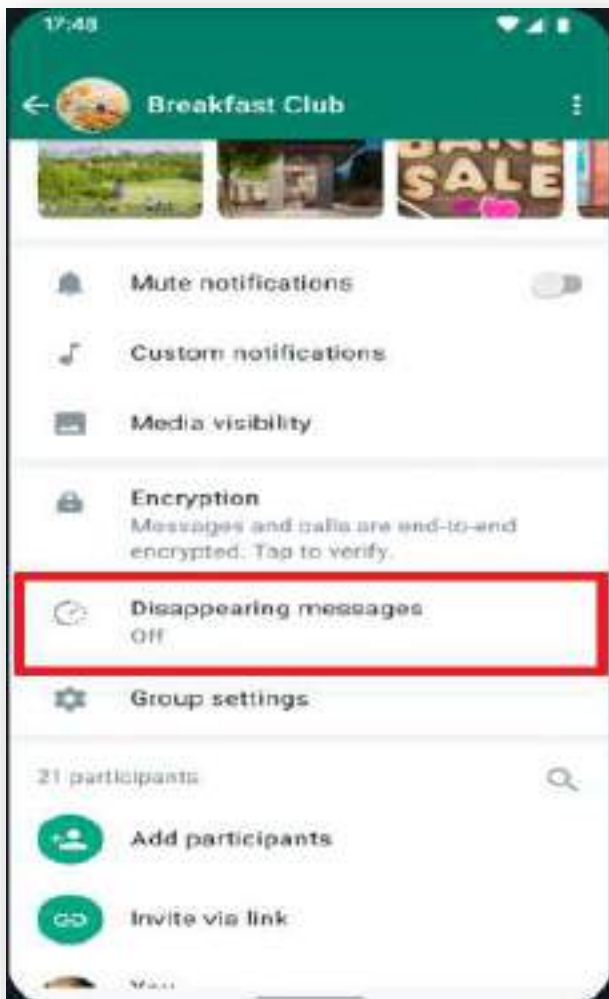 17:48
Breakfast Club
SALE
Mute notifications
Custom notifications
Media visibility
Encryption
Messages and calls are end-to-end
encrypted. Tap to verify.
Disappearing messages
Off
Group settings
21 participants
Add participants
Invite via link
You